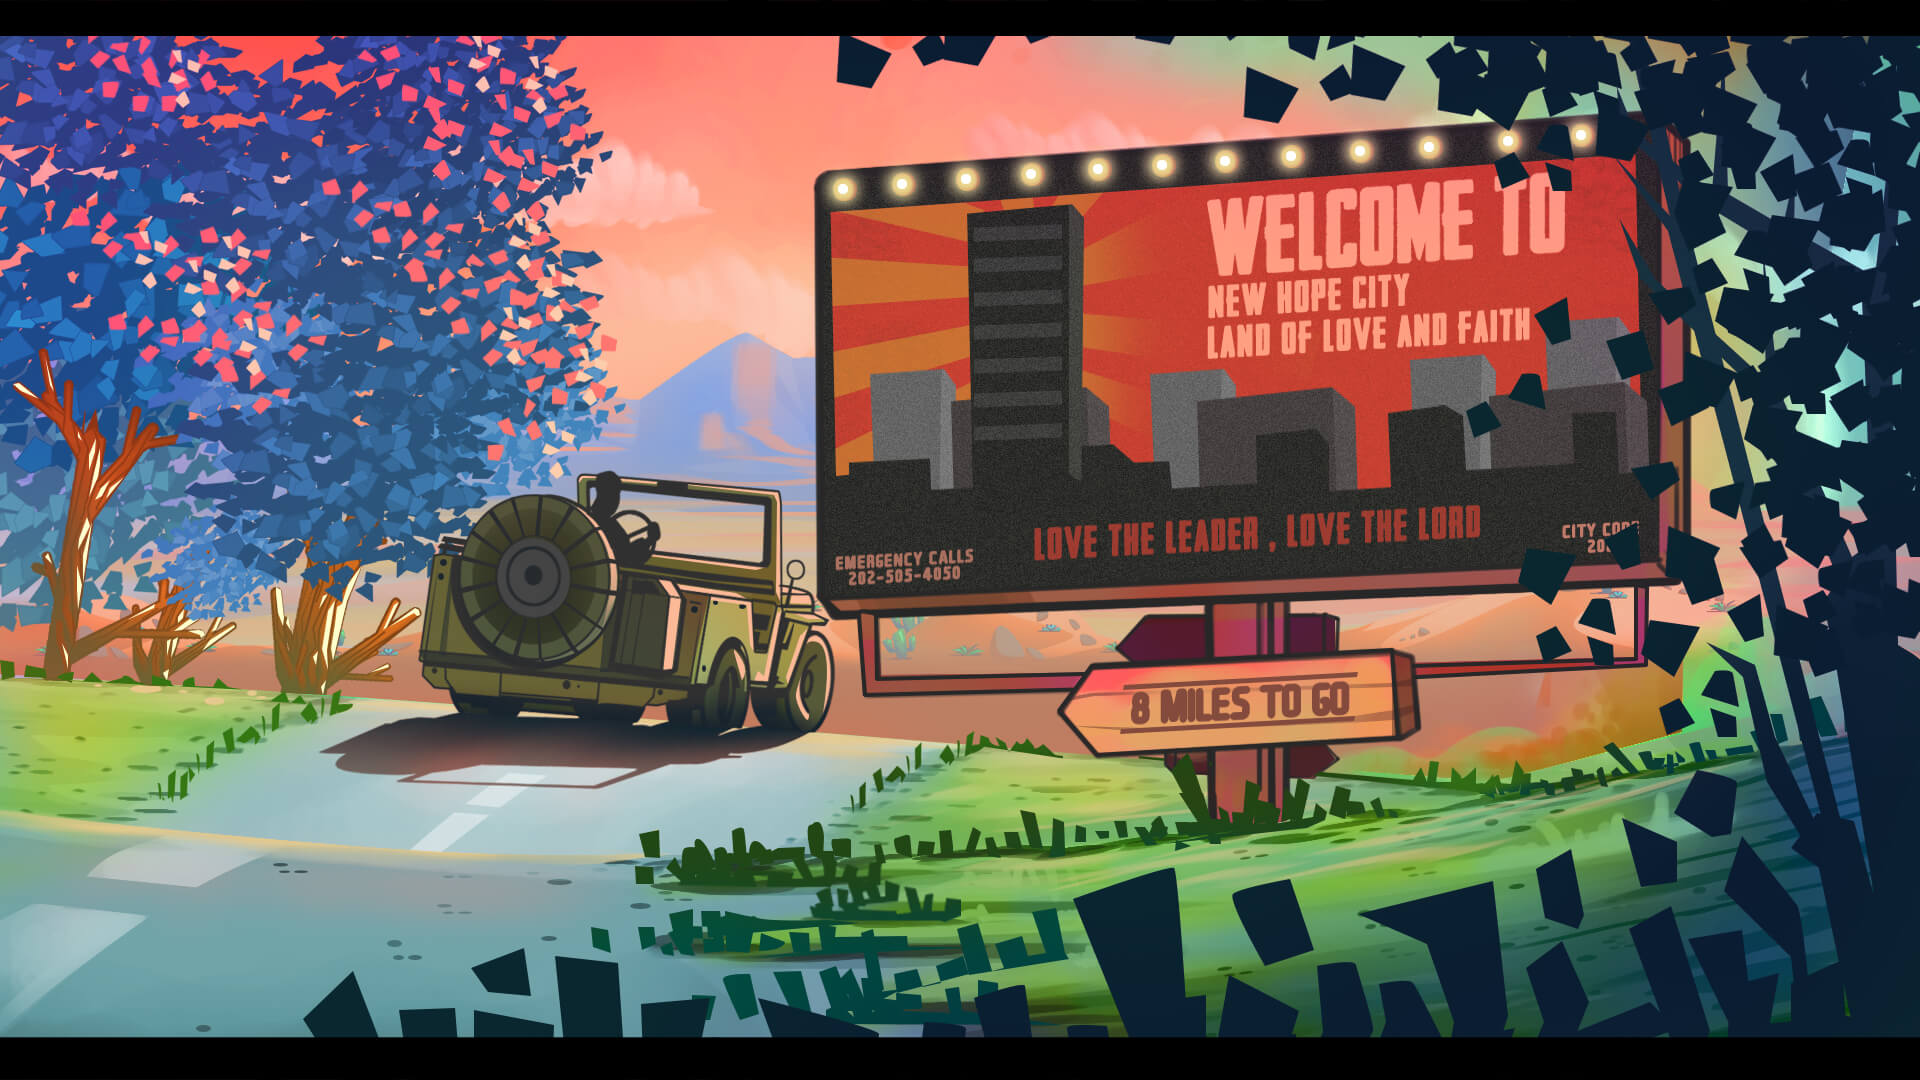 WELCOME TO
NEW HOPE CITY
LAND OF LOVE AND FAITH
LOVE THE LEADER , LOVE THE LORD
EMERGENCY CALLS
202-505-4050
CITY
8 MILES TO GO